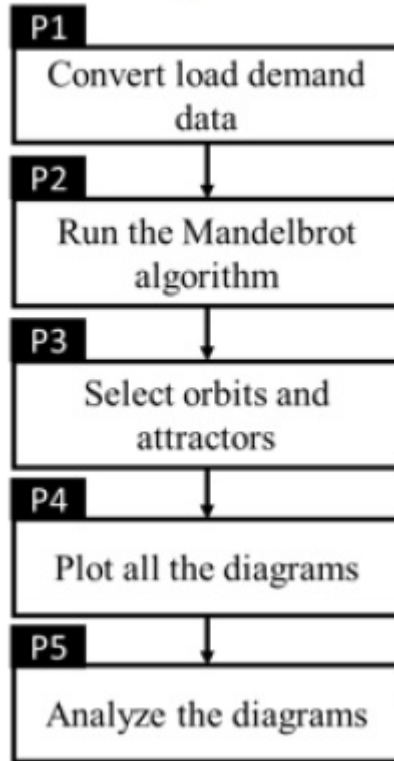 P1
Convert load demand
data
P2
Run the Mandelbrot
algorithm
P3
Select orbits and
attractors
P4
Plot all the diagrams
P5
Analyze the diagrams